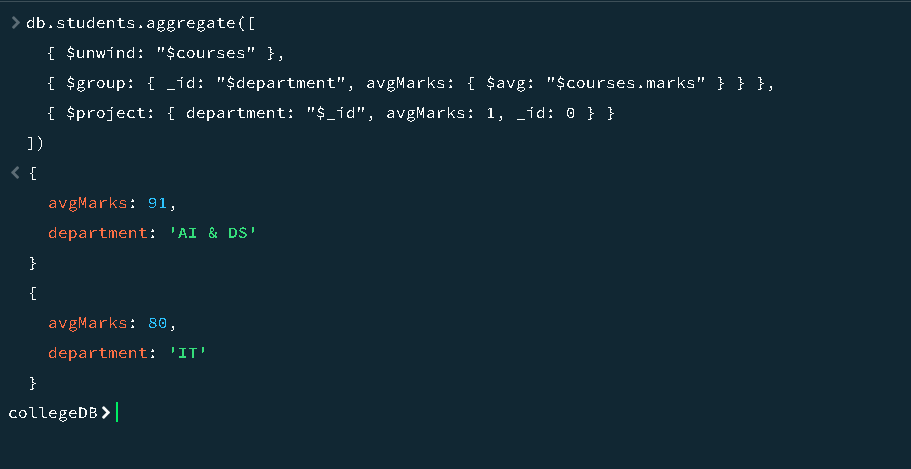 > db.students.aggregate([
{ $unwind: "$courses" },
{ $group: { _id: "$department", avgMarks: { $avg: "$courses.marks" } } },
{ $project: { department: "$_id", avgMarks: 1, _id: 0 } }
])
< {
avgMarks: 91,
department: 'AI & DS'
}
{
avgMarks: 80,
department: 'IT'
}
collegeDB>